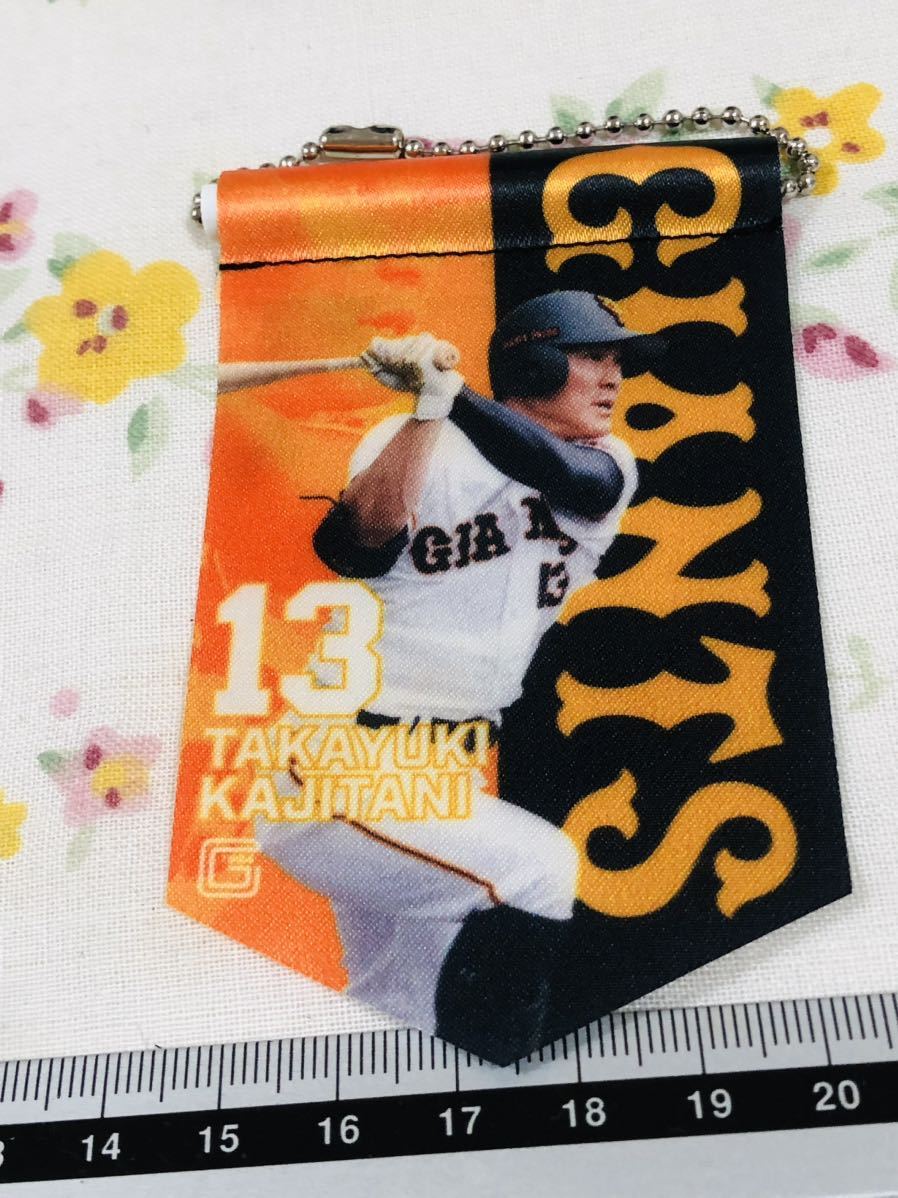 GIANTS
GIANTS
13
13
TAKAYUKI
KAJITANI
G
14 15 16 17 18 19 20